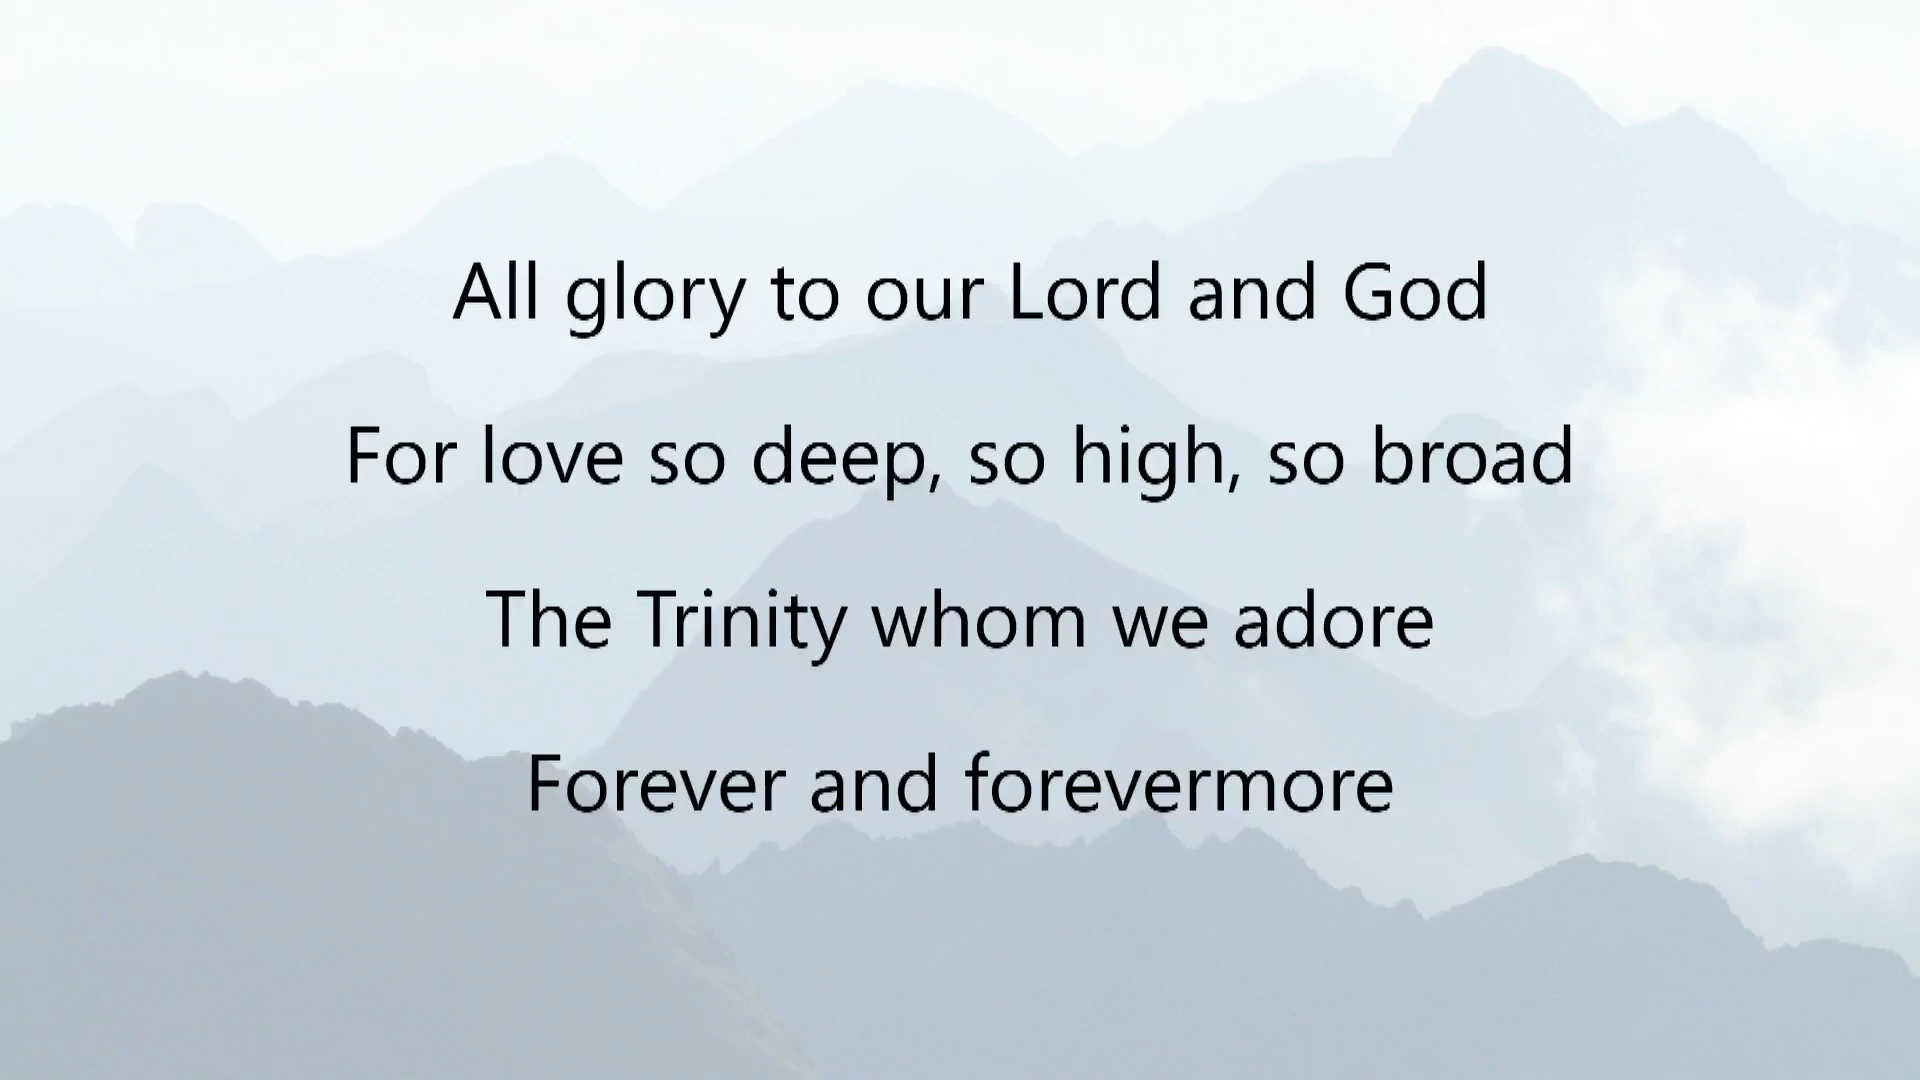 All glory to our Lord and God
For love so deep, so high, so broad
The Trinity whom we adore
Forever and forevermore